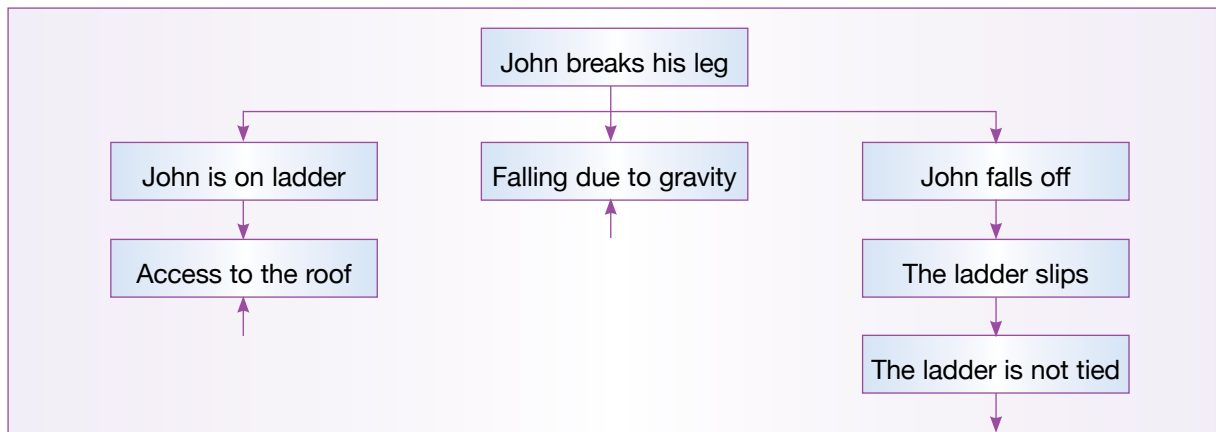 John breaks his leg
John is on ladder
Falling due to gravity
John falls off
Access to the roof
The ladder slips
The ladder is not tied